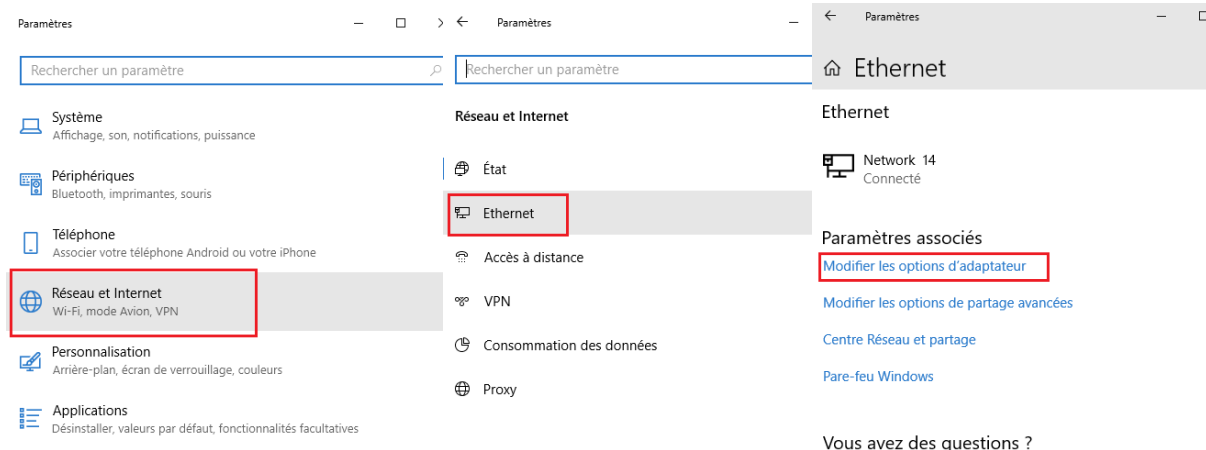 Paramètres
Rechercher un paramètre
Système
Affichage, son, notifications, puissance
Périphériques
Bluetooth, imprimantes, souris
Téléphone
Associer votre téléphone Android ou votre iPhone
Réseau et Internet
Wi-Fi, mode Avion, VPN
Personnalisation
Arrière-plan, écran de verrouillage, couleurs
Applications
Désinstaller, valeurs par défaut, fonctionnalités facultatives
Paramètres
Rechercher un paramètre
Réseau et Internet
État
Ethernet
Accès à distance
VPN
Consommation des données
Proxy
Paramètres
Ethernet
Ethernet
Network 14
Connecté
Paramètres associés
Modifier les options d'adaptateur
Modifier les options de partage avancées
Centre Réseau et partage
Pare-feu Windows
Vous avez des questions ?